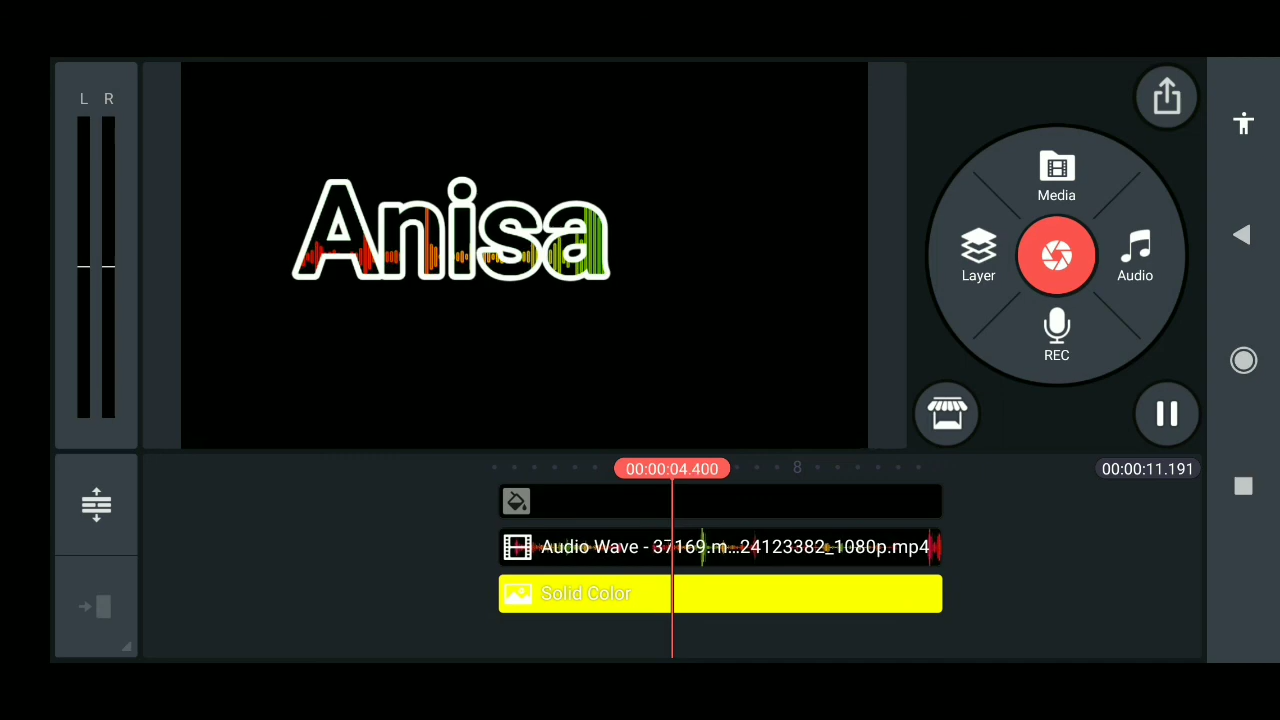 L R
Anisa
Media
Layer
Audio
REC
00:00:04.400
8
00:00:11.191
Audio Wave - 37169.m...24123382_1080p.mp4
Solid Color